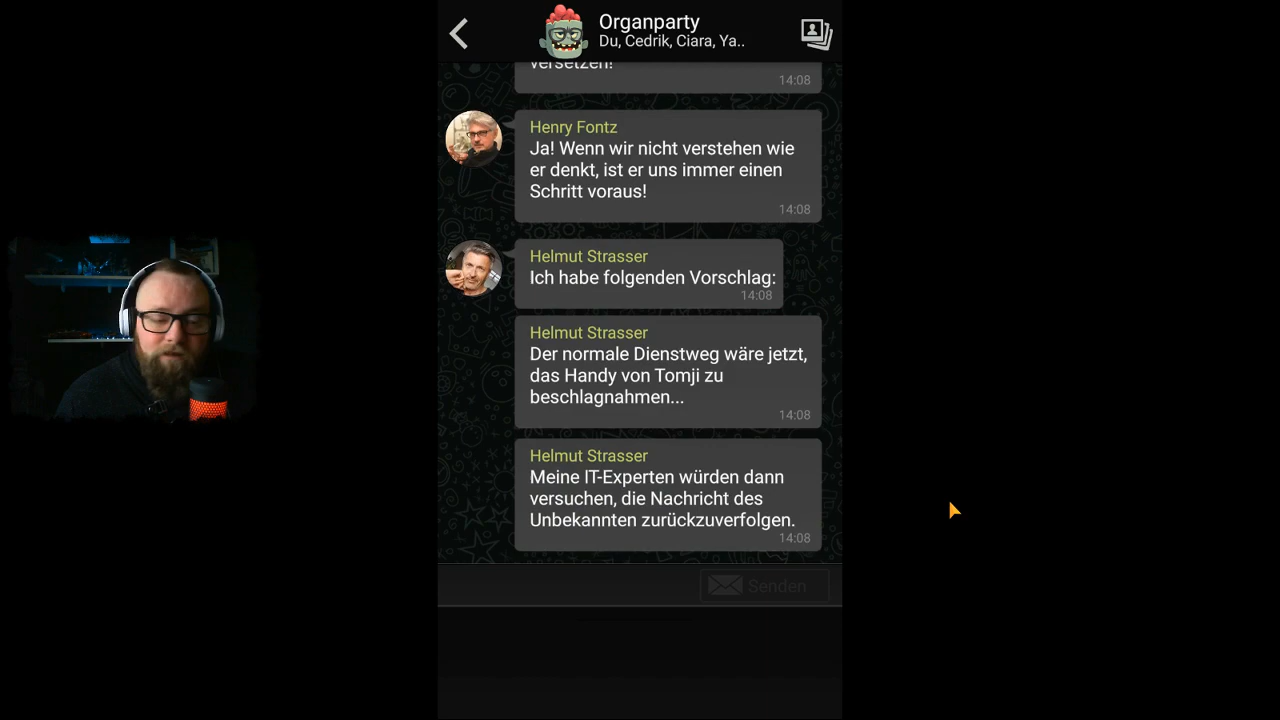 Organparty
Du, Cedrik, Ciara, Ya..
versetzen!
14:08
Henry Fontz
Ja! Wenn wir nicht verstehen wie
er denkt, ist er uns immer einen
Schritt voraus!
14:08
Helmut Strasser
Ich habe folgenden Vorschlag:
14:08
Helmut Strasser
Der normale Dienstweg wäre jetzt,
das Handy von Tomji zu
beschlagnahmen...
14:08
Helmut Strasser
Meine IT-Experten würden dann
versuchen, die Nachricht des
Unbekannten zurückzuverfolgen.
14:08
Senden